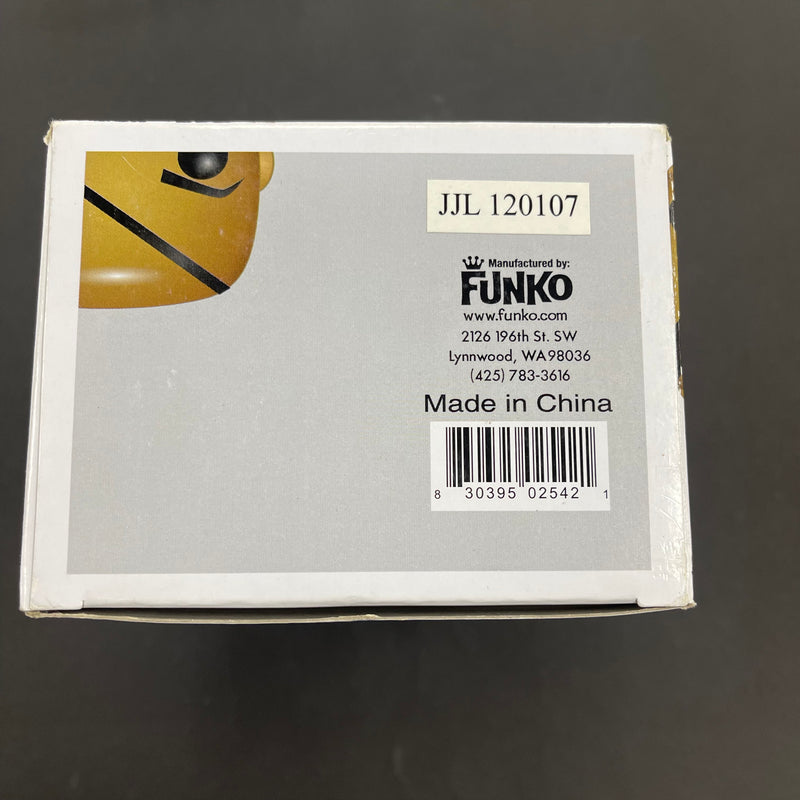 JJL 120107
Manufactured by:
FUNKO
www.funko.com
2126 196th St. SW
Lynnwood, WA98036
(425) 783-3616
Made in China
8 30395 02542 1